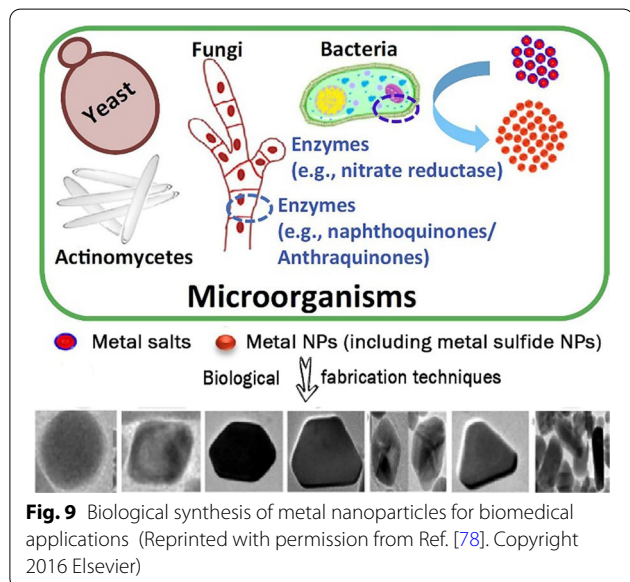 Fungi
Bacteria
Yeast
Enzymes
(e.g., nitrate reductase)
Enzymes
(e.g., naphthoquinones/
Anthraquinones)
Actinomycetes
Microorganisms
Metal salts
Metal NPs (including metal sulfide NPs)
Biological fabrication techniques
Fig. 9 Biological synthesis of metal nanoparticles for biomedical
applications (Reprinted with permission from Ref. [78]. Copyright
2016 Elsevier)